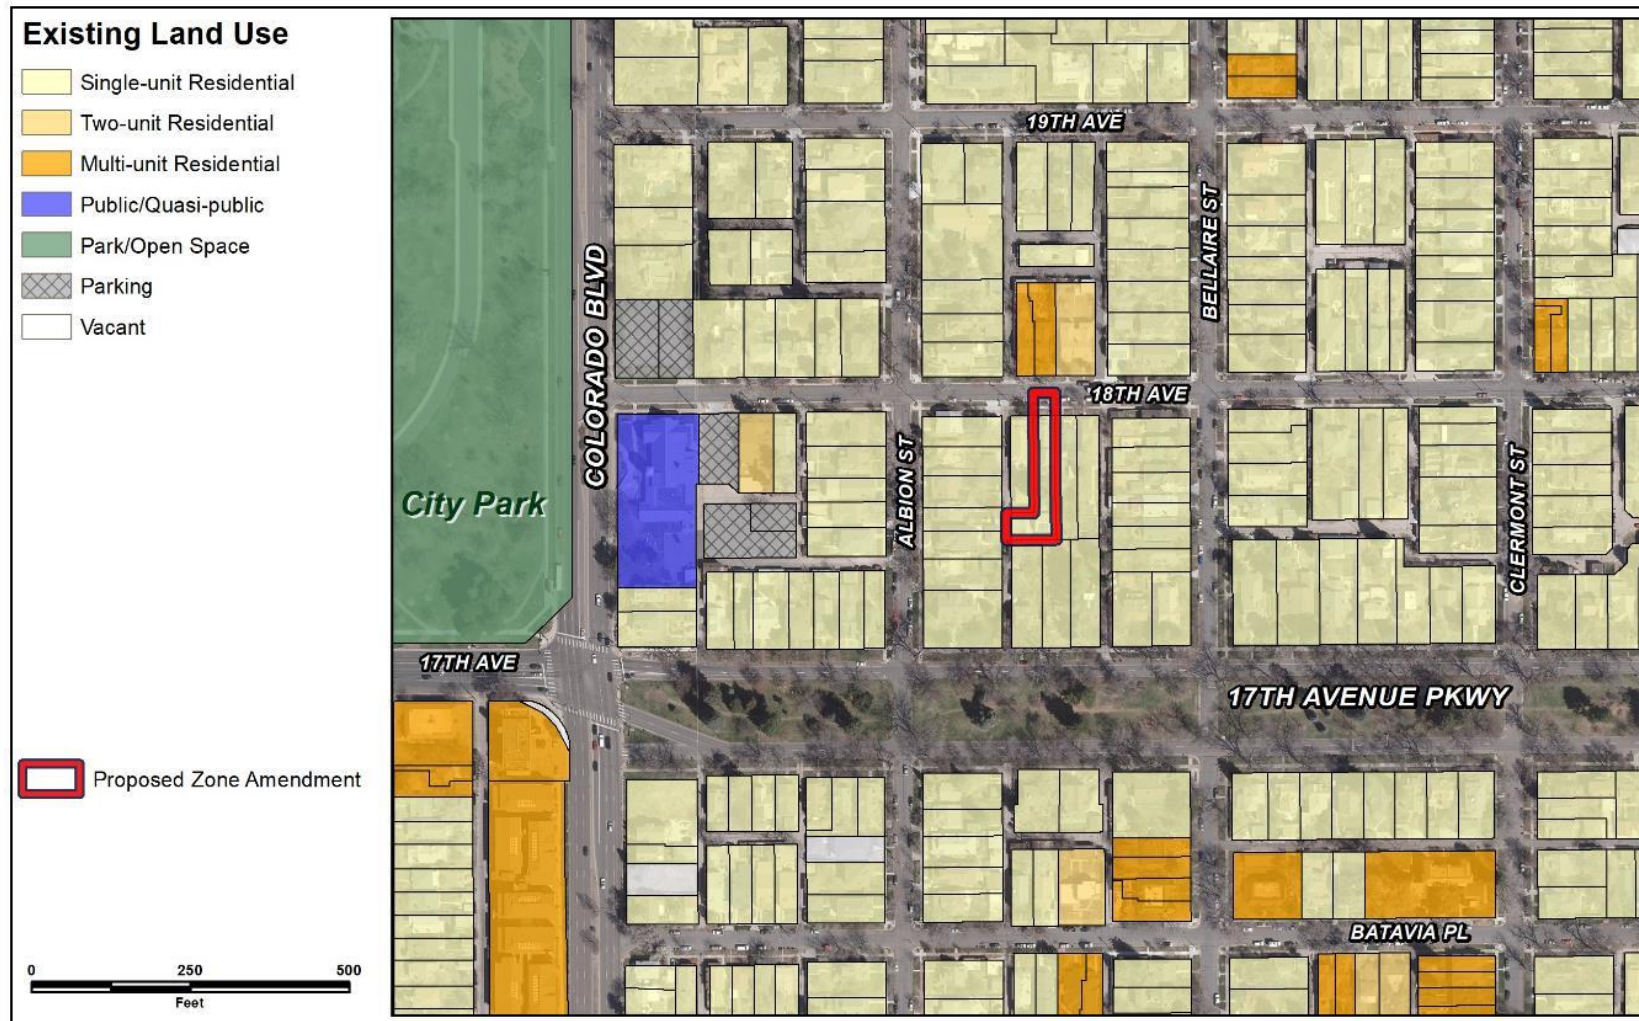 Existing Land Use
Single-unit Residential
Two-unit Residential
Multi-unit Residential
Public/Quasi-public
Park/Open Space
Parking
Vacant
Proposed Zone Amendment
0 250 500
Feet
19TH AVE
BELLAIRE ST
COLORADO BLVD
18TH AVE
City Park
ALBION ST
CLERMONT ST
17TH AVE
17TH AVENUE PKWY
BATAVIA PL